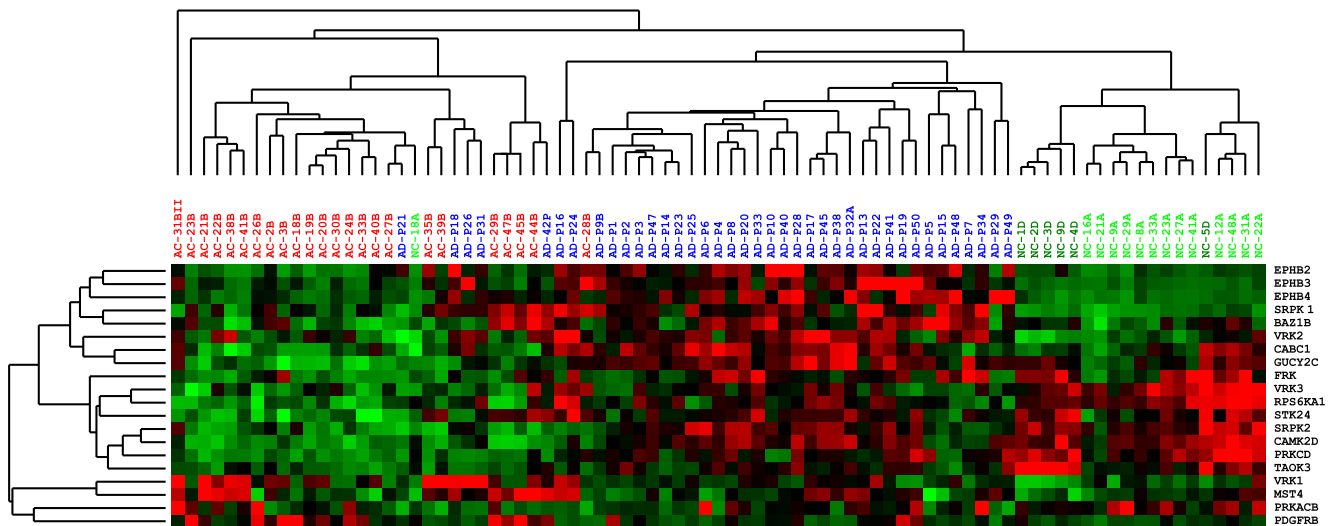 AC-31BII
AC-23B
AC-21B
AC-22B
AC-38B
AC-41B
AC-26B
AC-2B
AC-3B
AC-18B
AC-19B
AC-20B
AC-30B
AC-24B
AC-33B
AC-40B
AC-27B
AD-P21
NC-18A
AC-35B
AC-39B
AD-P18
AD-P26
AD-P31
AC-29B
AC-47B
AC-45B
AC-44B
AD-42P
AD-P16
AD-P24
AC-28B
AD-P9B
AD-P1
AD-P2
AD-P3
AD-P47
AD-P14
AD-P23
AD-P25
AD-P6
AD-P4
AD-P8
AD-P20
AD-P33
AD-P10
AD-P40
AD-P28
AD-P17
AD-P45
AD-P38
AD-P32A
AD-P13
AD-P22
AD-P41
AD-P19
AD-P50
AD-P5
AD-P15
AD-P48
AD-P7
AD-P34
AD-P29
AD-P49
NC-1D
NC-2D
NC-3D
NC-9D
NC-4D
NC-16A
NC-21A
NC-9A
NC-29A
NC-8A
NC-33A
NC-23A
NC-27A
NC-41A
NC-5D
NC-12A
NC-48A
NC-31A
NC-22A
EPHB2
EPHB3
EPHB4
SRPK1
BAZ1B
VRK2
CABC1
GUCY2C
FRK
VRK3
RPS6KA1
STK24
SRPK2
CAMK2D
PRKCD
TAOK3
VRK1
MST4
PRKACB
PDGFRB